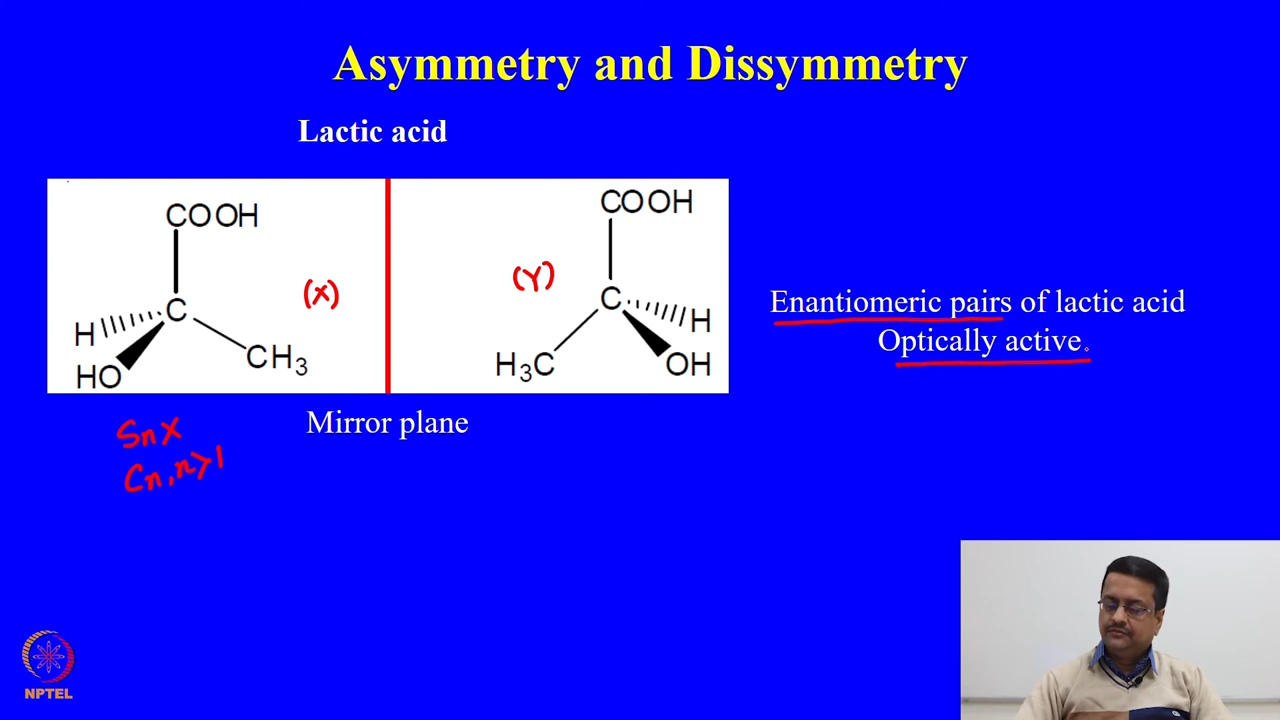 Asymmetry and Dissymmetry
Lactic acid
COOH
C
H
HO
CH3
(X)
(Y)
COOH
C
H
OH
H3C
Enantiomeric pairs of lactic acid
Optically active.
Mirror plane
Sn X
Cn, n>1
NPTEL